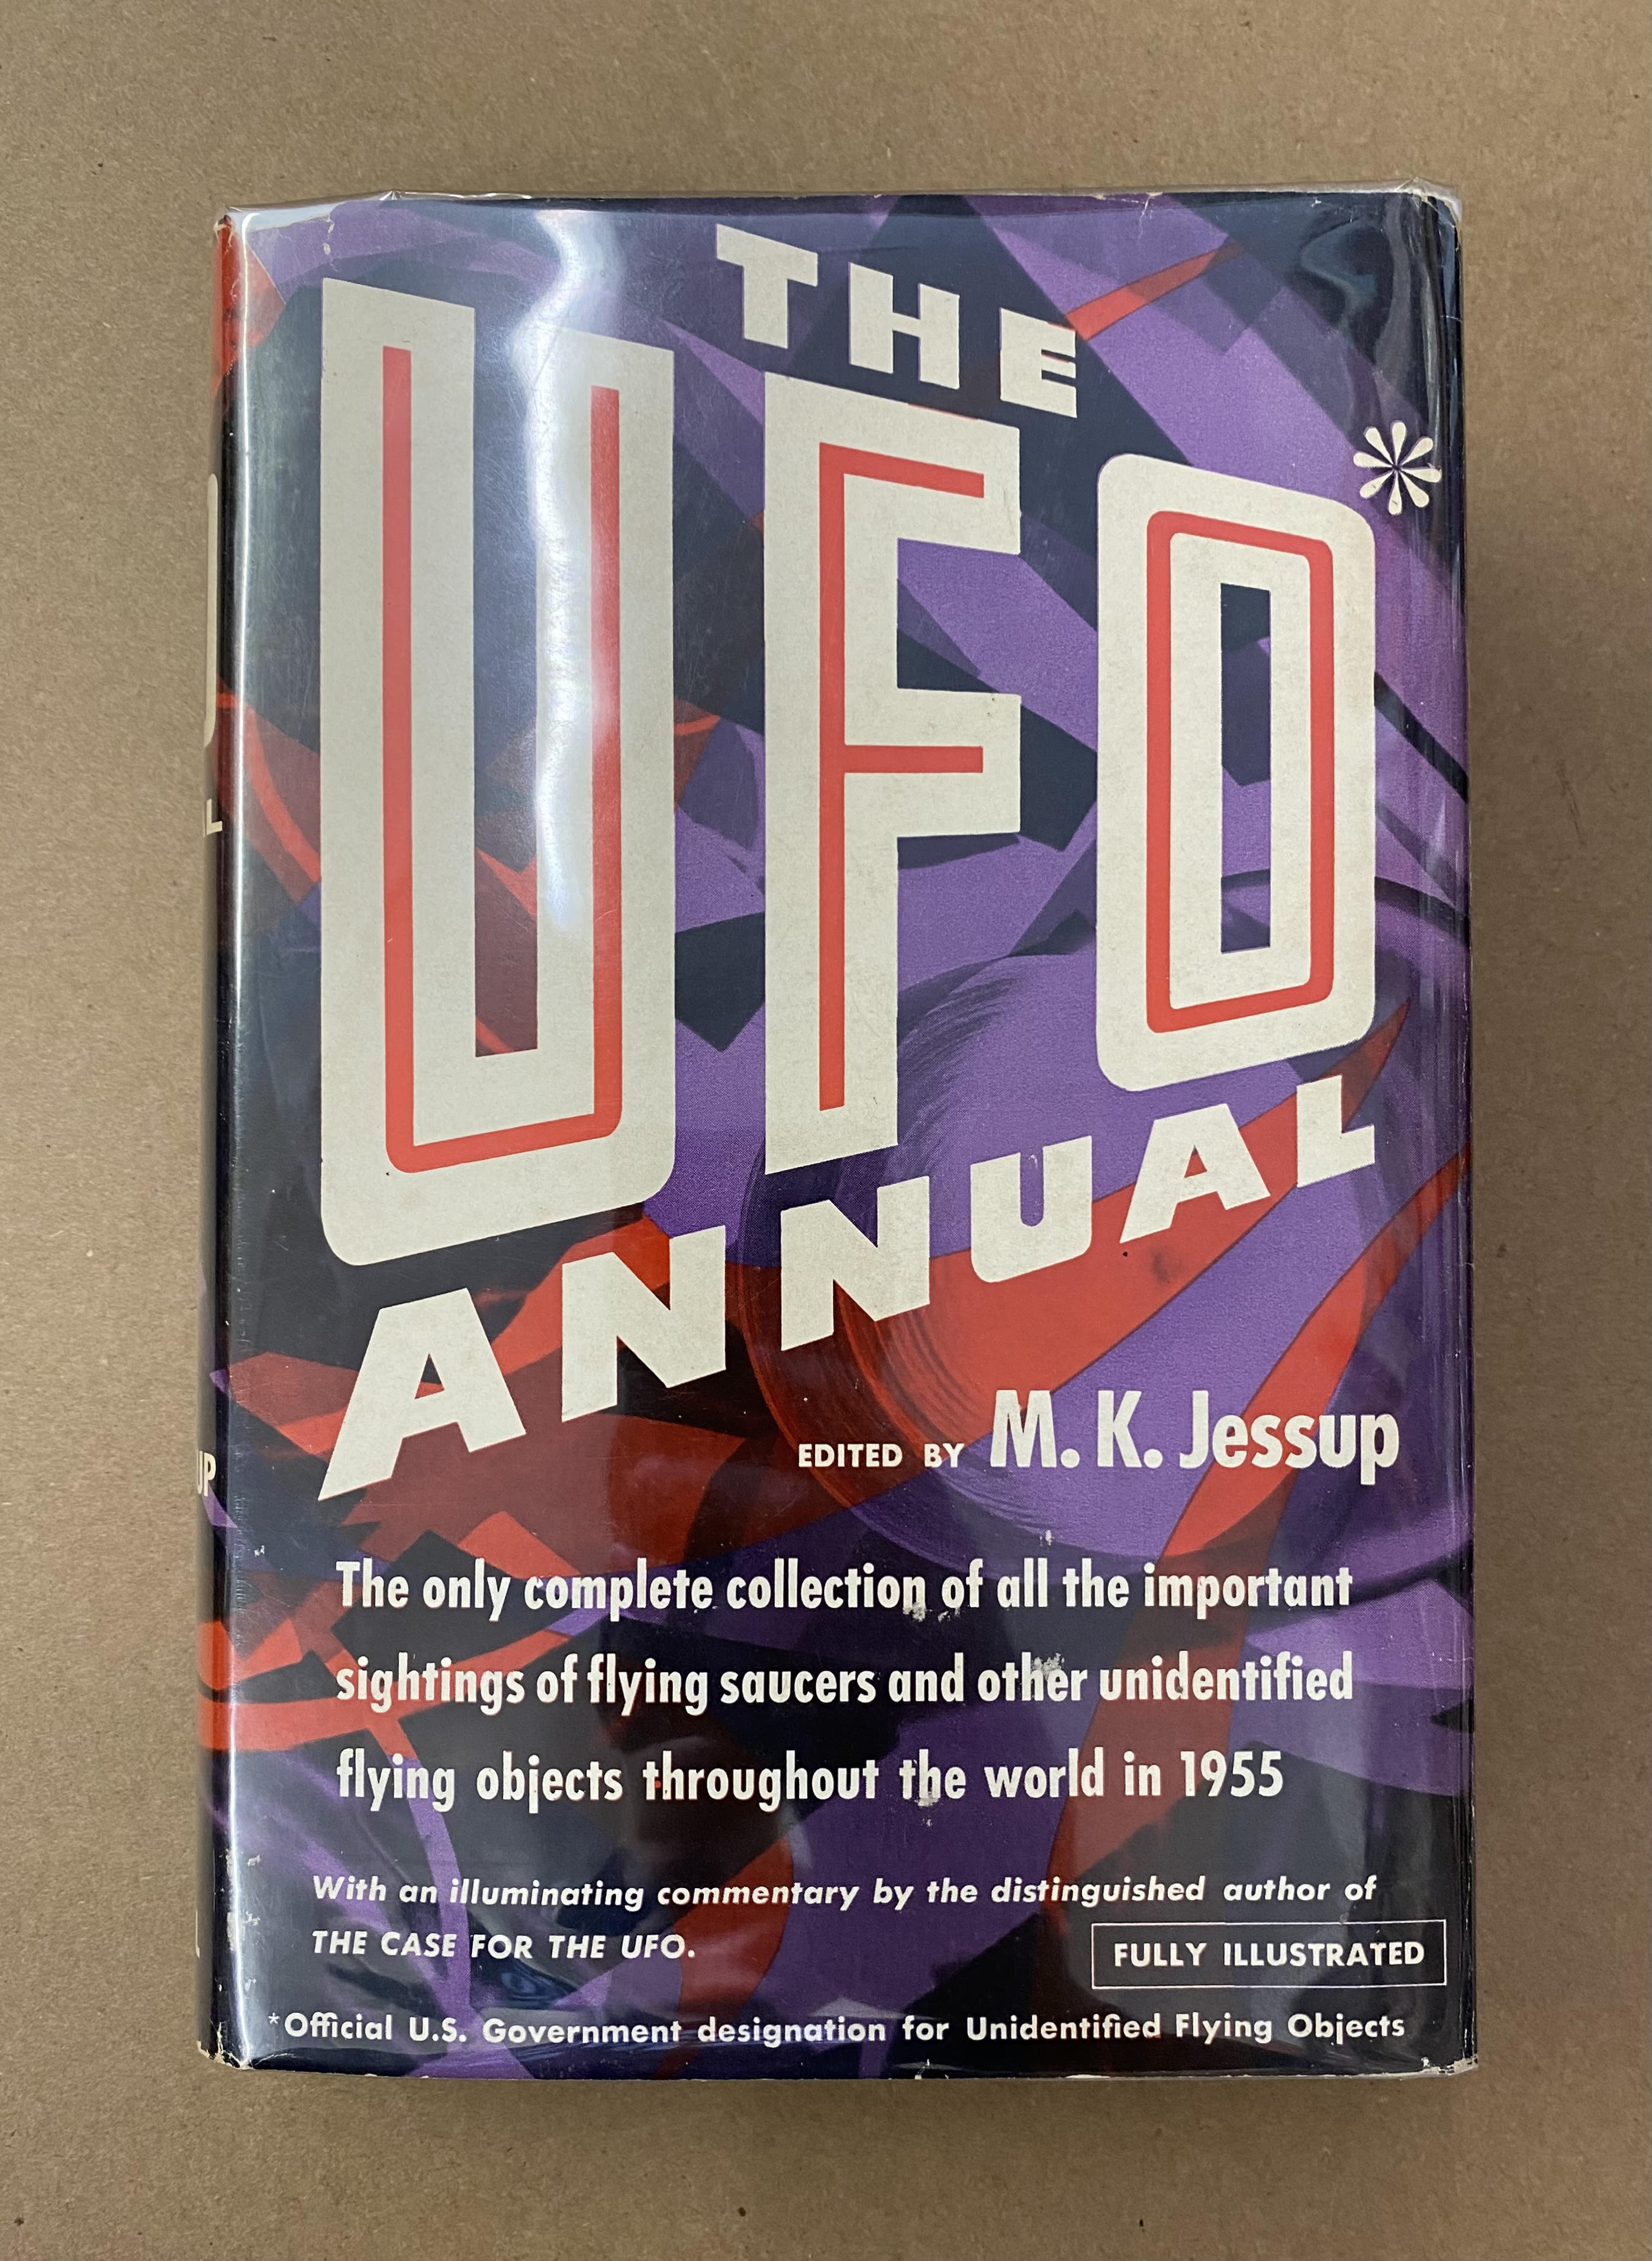 THE
UFO*
ANNUAL
EDITED BY M. K. Jessup
The only complete collection of all the important
sightings of flying saucers and other unidentified
flying objects throughout the world in 1955
With an illuminating commentary by the distinguished author of
THE CASE FOR THE UFO.
FULLY ILLUSTRATED
*Official U.S. Government designation for Unidentified Flying Objects